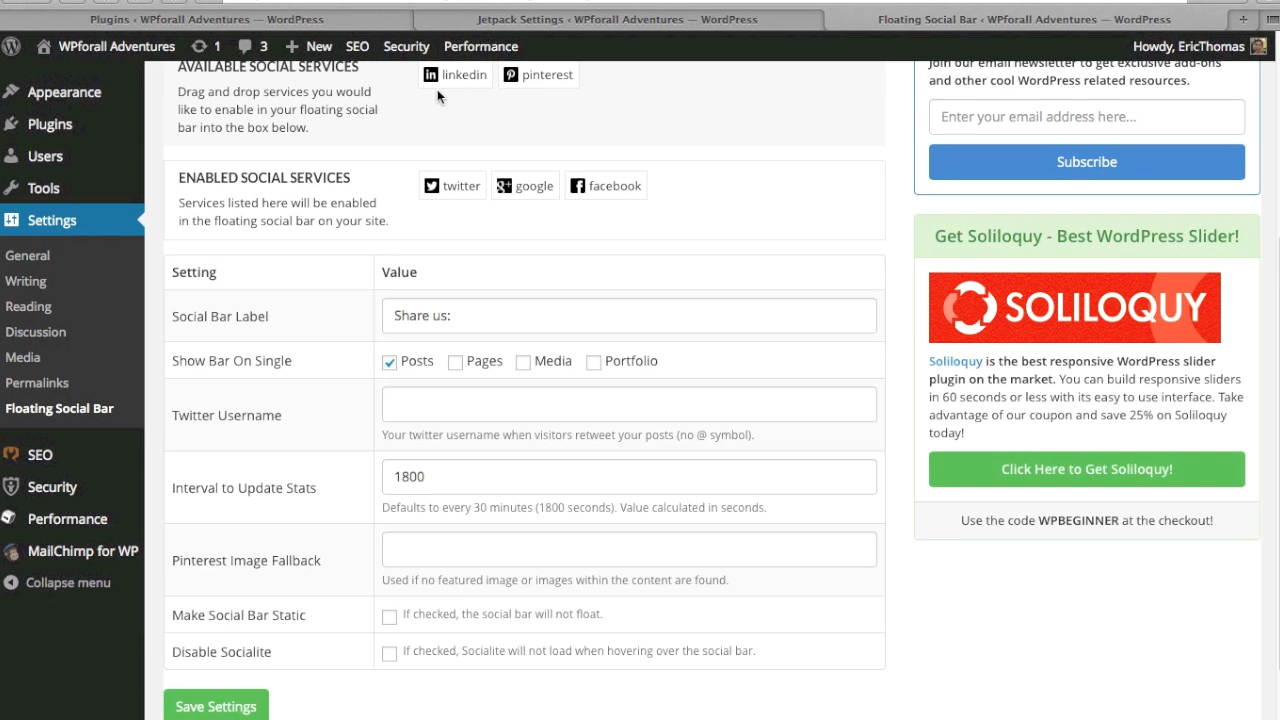 Plugins ‹ WPforall Adventures — WordPress
Jetpack Settings ‹ WPforall Adventures — WordPress
Floating Social Bar ‹ WPforall Adventures — WordPress
WPforall Adventures
1
3
New
SEO
Security
Performance
Howdy, EricThomas
Appearance
Plugins
Users
Tools
Settings
General
Writing
Reading
Discussion
Media
Permalinks
Floating Social Bar
SEO
Security
Performance
MailChimp for WP
Collapse menu
AVAILABLE SOCIAL SERVICES
Drag and drop services you would
like to enable in your floating social
bar into the box below.
linkedin
pinterest
ENABLED SOCIAL SERVICES
Services listed here will be enabled
in the floating social bar on your site.
twitter
google
facebook
Setting
Value
Social Bar Label
Share us:
Show Bar On Single
Posts
Pages
Media
Portfolio
Twitter Username
Your twitter username when visitors retweet your posts (no @ symbol).
Interval to Update Stats
1800
Defaults to every 30 minutes (1800 seconds). Value calculated in seconds.
Pinterest Image Fallback
Used if no featured image or images within the content are found.
Make Social Bar Static
If checked, the social bar will not float.
Disable Socialite
If checked, Socialite will not load when hovering over the social bar.
Save Settings
Join our email newsletter to get exclusive add-ons
and other cool WordPress related resources.
Enter your email address here...
Subscribe
Get Soliloquy - Best WordPress Slider!
SOLILOQUY
Soliloquy is the best responsive WordPress slider
plugin on the market. You can build responsive sliders
in 60 seconds or less with its easy to use interface. Take
advantage of our coupon and save 25% on Soliloquy
today!
Click Here to Get Soliloquy!
Use the code WPBEGINNER at the checkout!